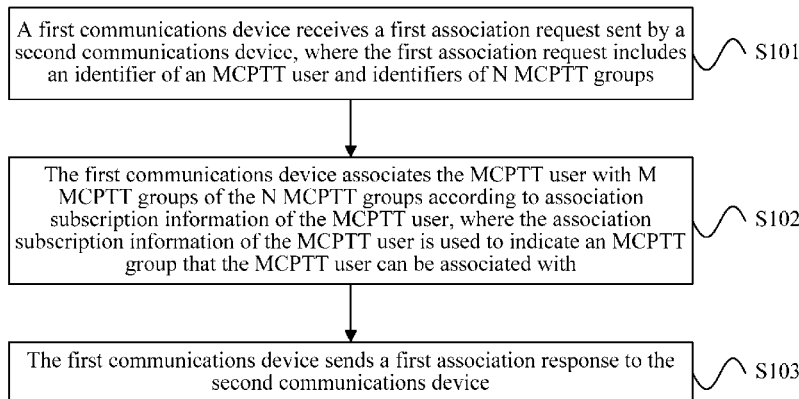 A first communications device receives a first association request sent by a
second communications device, where the first association request includes
an identifier of an MCPTT user and identifiers of N MCPTT groups
S101
The first communications device associates the MCPTT user with M
MCPTT groups of the N MCPTT groups according to association
subscription information of the MCPTT user, where the association
subscription information of the MCPTT user is used to indicate an MCPTT
group that the MCPTT user can be associated with
S102
The first communications device sends a first association response to the
second communications device
S103